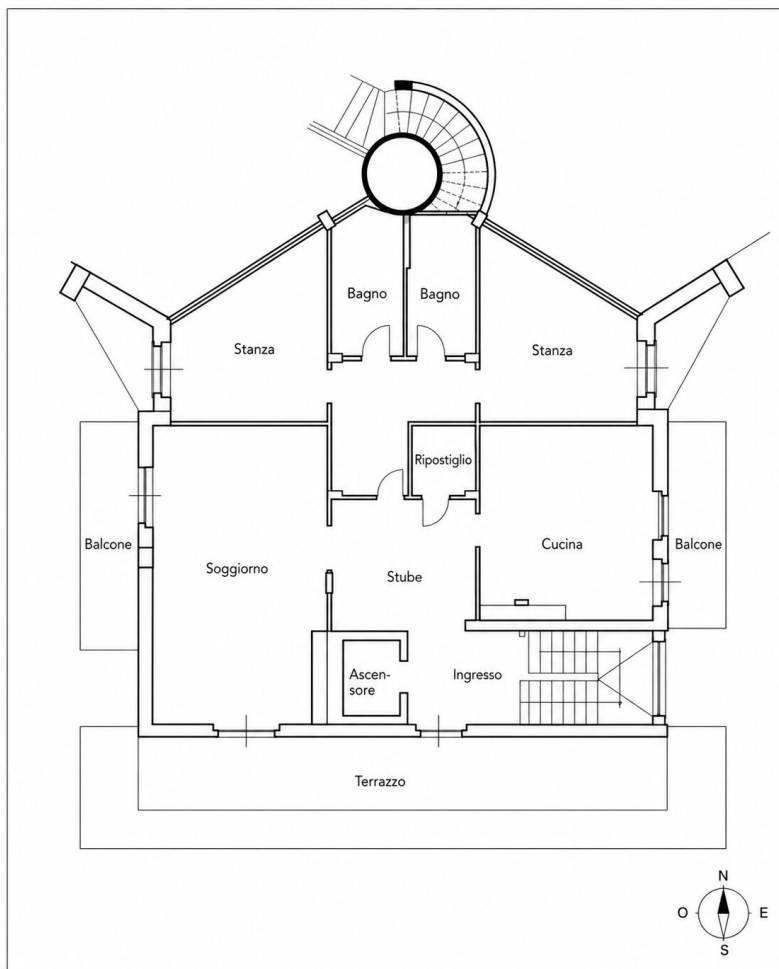 Bagno
Bagno
Stanza
Stanza
Ripostiglio
Balcone
Soggiorno
Stube
Cucina
Balcone
Ascen-
sore
Ingresso
Terrazzo
N
O
E
S